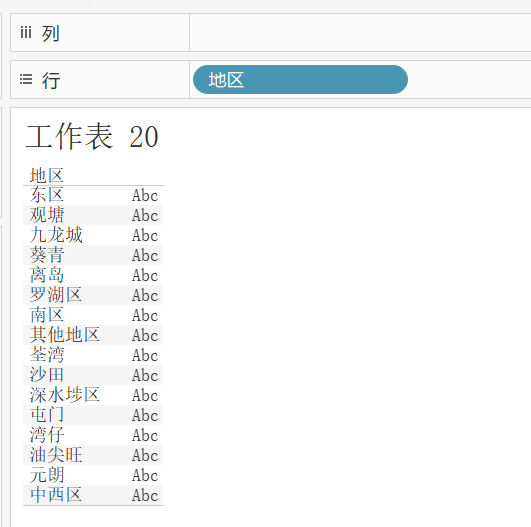 列
行 地区
工作表 20
地区
东区 Abc
观塘 Abc
九龙城 Abc
葵青 Abc
离岛 Abc
罗湖区 Abc
南区 Abc
其他地区 Abc
荃湾 Abc
沙田 Abc
深水埗区 Abc
屯门 Abc
湾仔 Abc
油尖旺 Abc
元朗 Abc
中西区 Abc